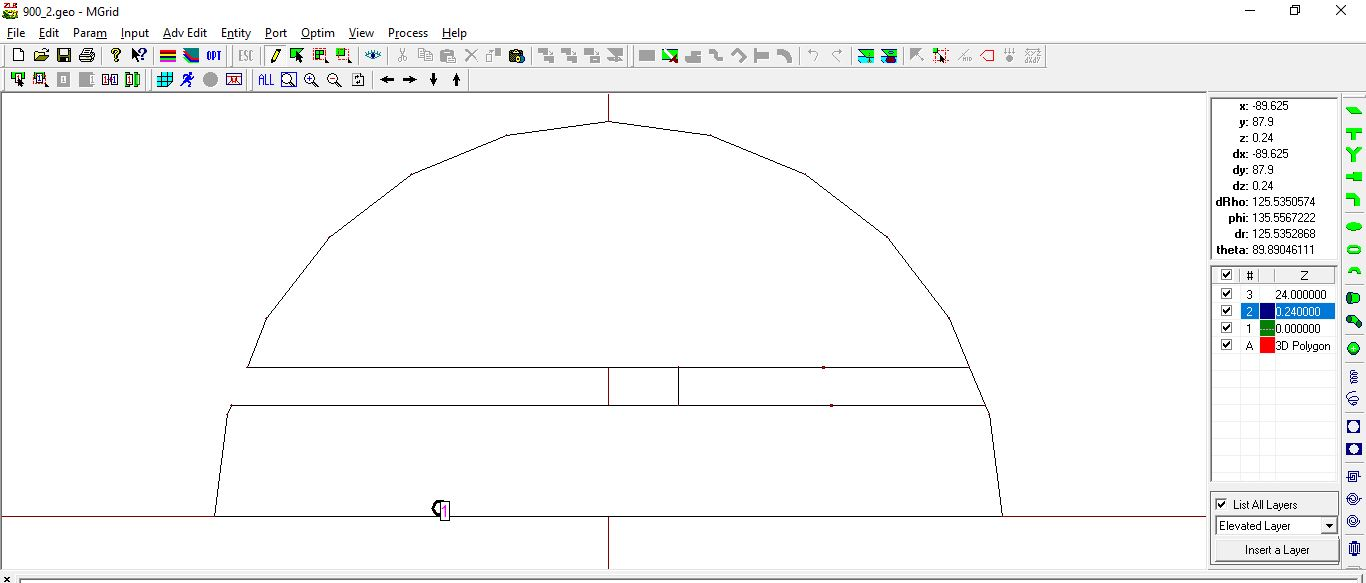 900_2.geo - MGrid
File Edit Param Input Adv Edit Entity Port Optim View Process Help
OPT ESC
ALL
x: -89.625
y: 87.9
z: 0.24
dx: -89.625
dy: 87.9
dz: 0.24
dRho: 125.5350574
phi: 135.5567222
dr: 125.5352868
theta: 89.89046111
# Z
3 24.000000
2 0.240000
1 0.000000
A 3D Polygon
1
List All Layers
Elevated Layer
Insert a Layer